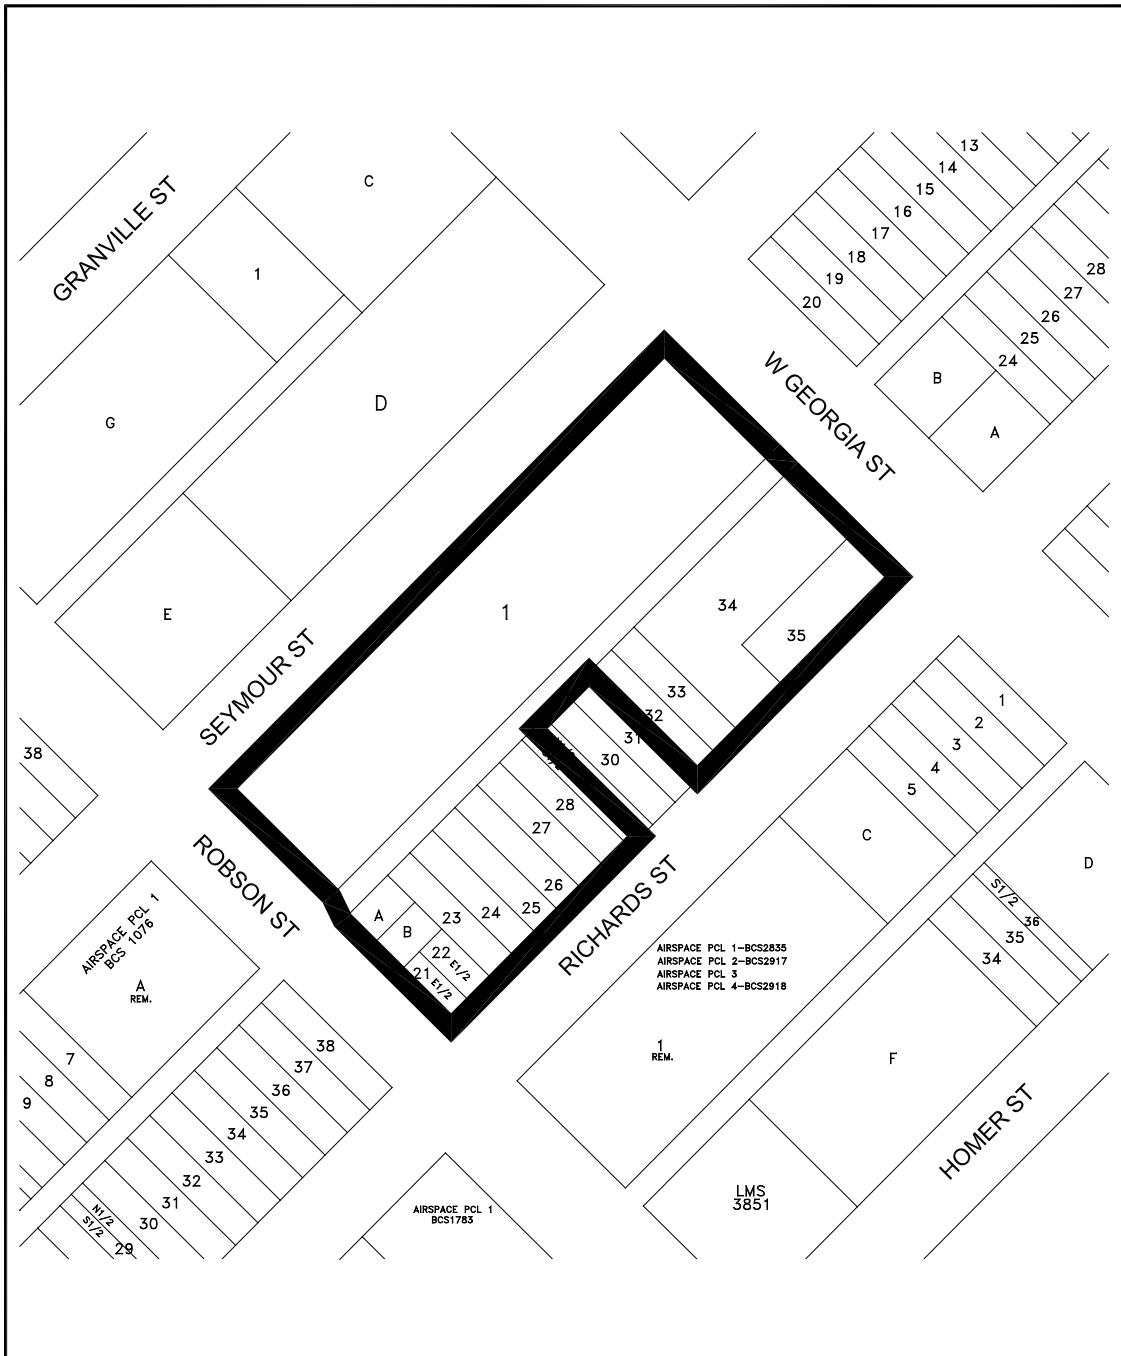 GRANVILLE ST
C
1
G
D
E
SEYMOUR ST
38
W GEORGIA ST
13
14
15
16
17
18
19
20
28
27
26
25
24
B
A
1
34
35
33
32
31
30
28
27
26
25
24
23
A
B
22 E1/2
21 E1/2
ROBSON ST
RICHARDS ST
1
2
3
4
5
C
D
S1/2
36
35
34
AIRSPACE PCL 1
BCS 1076
A
REM.
AIRSPACE PCL 1-BCS2835
AIRSPACE PCL 2-BCS2917
AIRSPACE PCL 3
AIRSPACE PCL 4-BCS2918
1
REM.
F
7
8
9
38
37
36
35
34
33
32
31
30
N1/2
S1/2
29
HOMER ST
LMS
3851
AIRSPACE PCL 1
BCS1783